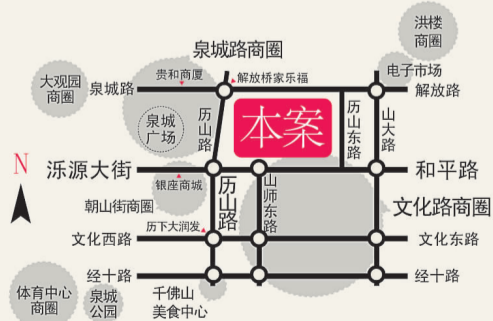 洪楼
商圈
泉城路商圈
电子市场
大观园
商圈
泉城路
贵和商厦
解放桥家乐福
解放路
泉城
广场
历山路
本案
历山东路
山大路
泺源大街
和平路
银座商城
历山路
山师东路
朝山街商圈
文化路商圈
历下大润发
文化西路
文化东路
经十路
经十路
体育中心
商圈
泉城
公园
千佛山
美食中心
N